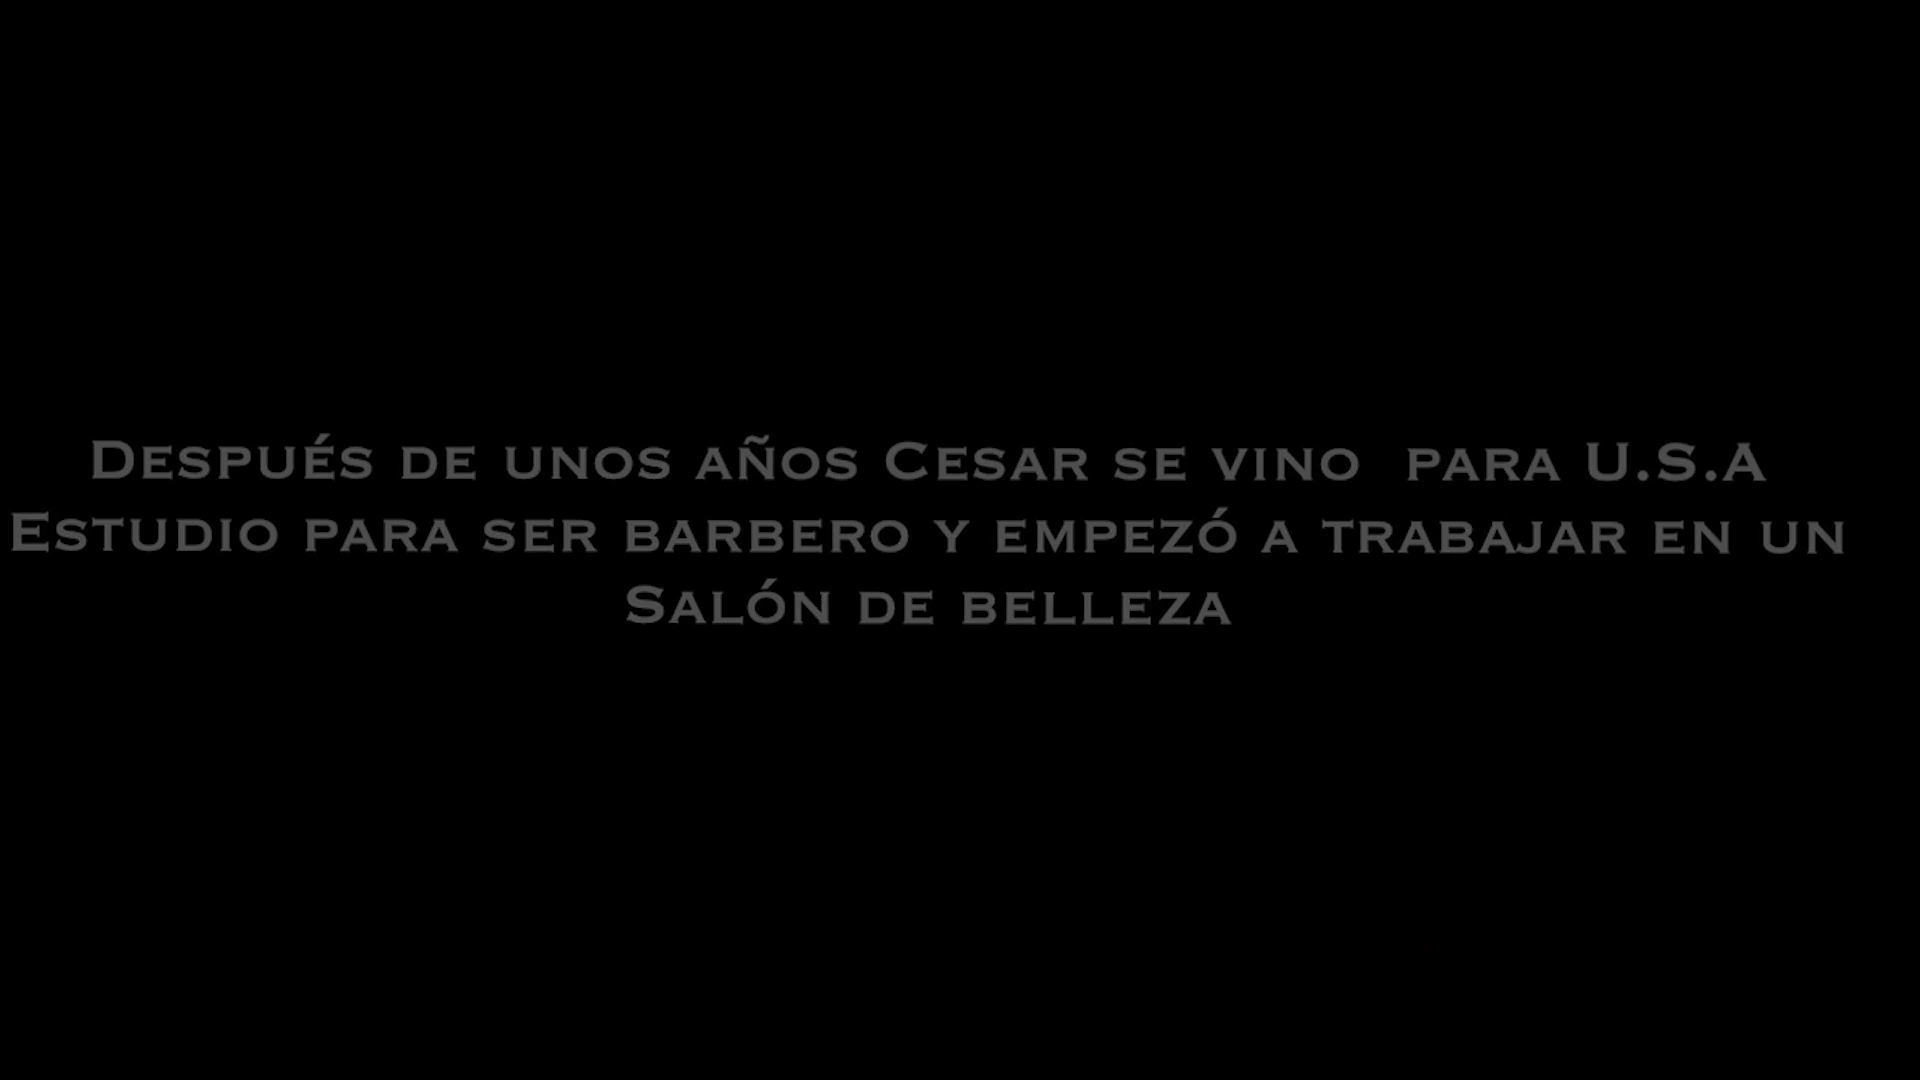 Después de unos años Cesar se vino  para U.S.A
Estudio para ser barbero y empezó a trabajar en un
Salón de belleza